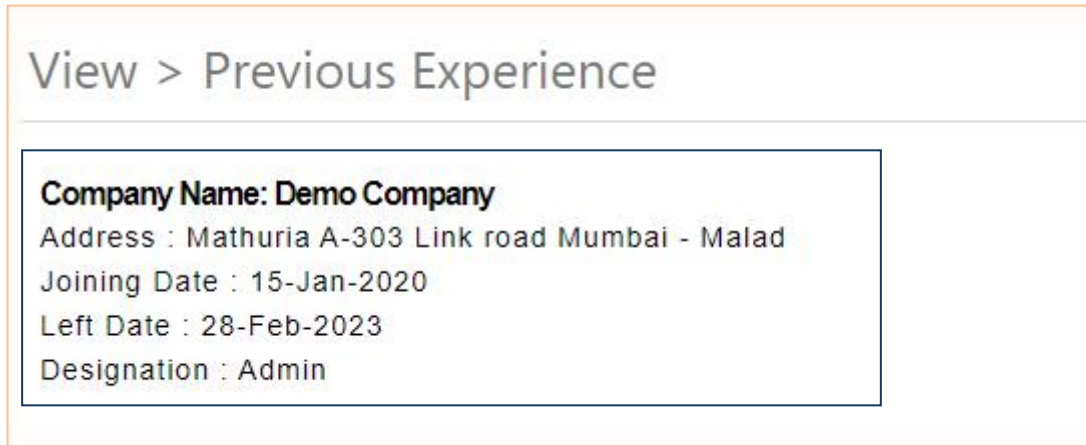 View > Previous Experience
Company Name: Demo Company
Address : Mathuria A-303 Link road Mumbai - Malad
Joining Date : 15-Jan-2020
Left Date : 28-Feb-2023
Designation : Admin